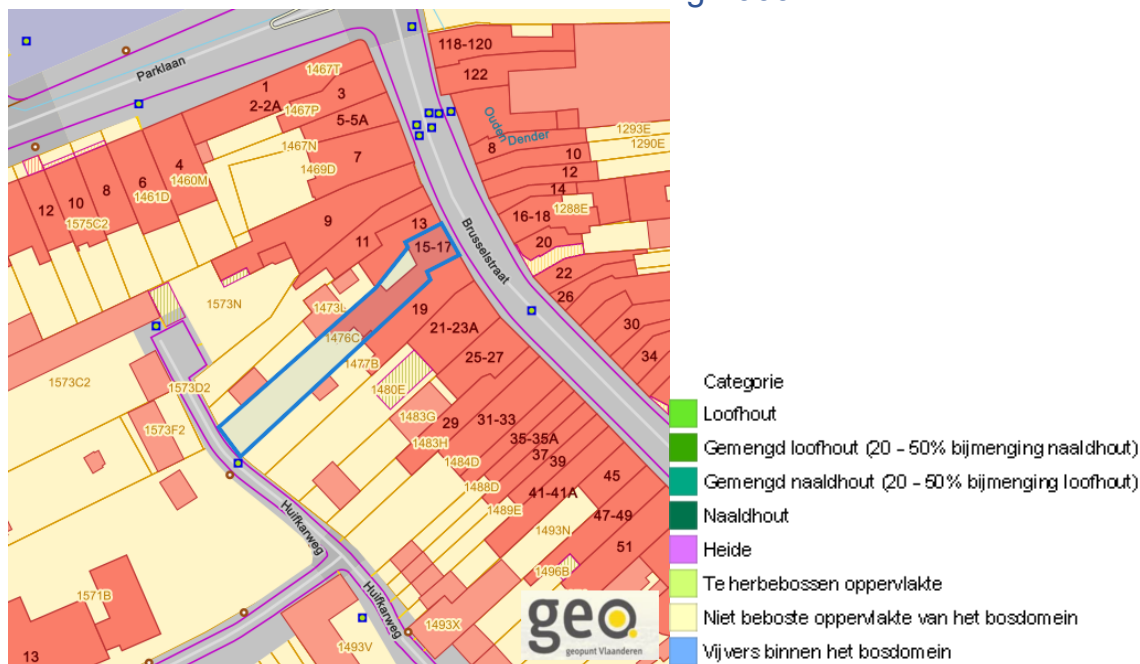 Parklaan
1467T
118-120
122
1
2-2A
1467P
3
5-5A
Ouden
Dender
1293E
1290E
8
10
12
14
16-18
1288E
20
22
26
30
34
1467N
1469D
7
4
1460M
6
1461D
8
10
1575C2
12
9
11
13
15-17
Brusselstraat
19
21-23A
25-27
1573N
1476C
1477B
1480E
1573C2
1573D2
1573F2
1483G
1483H
29
31-33
35-35A
37
39
41-41A
45
47-49
51
1484D
1488D
1489E
1493N
1496B
Huifkarweg
Huifkarweg
1571B
13
1493V
1493X
geo.
geopunt Vlaanderen
Categorie
Loofhout
Gemengd loofhout (20 - 50% bijmenging naaldhout)
Gemengd naaldhout (20 - 50% bijmenging loofhout)
Naaldhout
Heide
Te herbebossen oppervlakte
Niet beboste oppervlakte van het bosdomein
Vijvers binnen het bosdomein